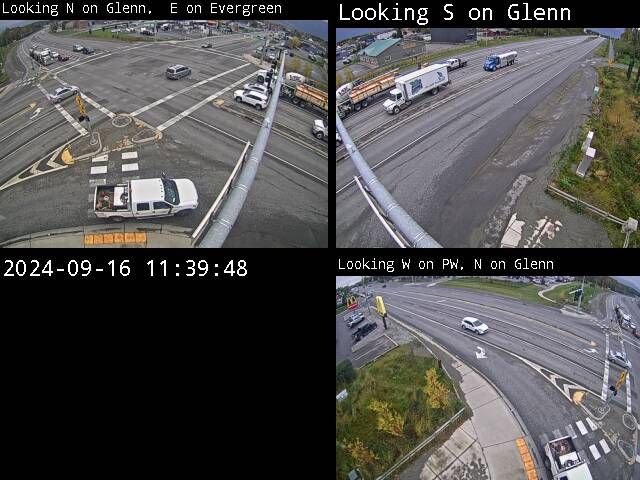 Looking N on Glenn,  E on Evergreen
Looking S on Glenn
2024-09-16 11:39:48
Looking W on PW, N on Glenn